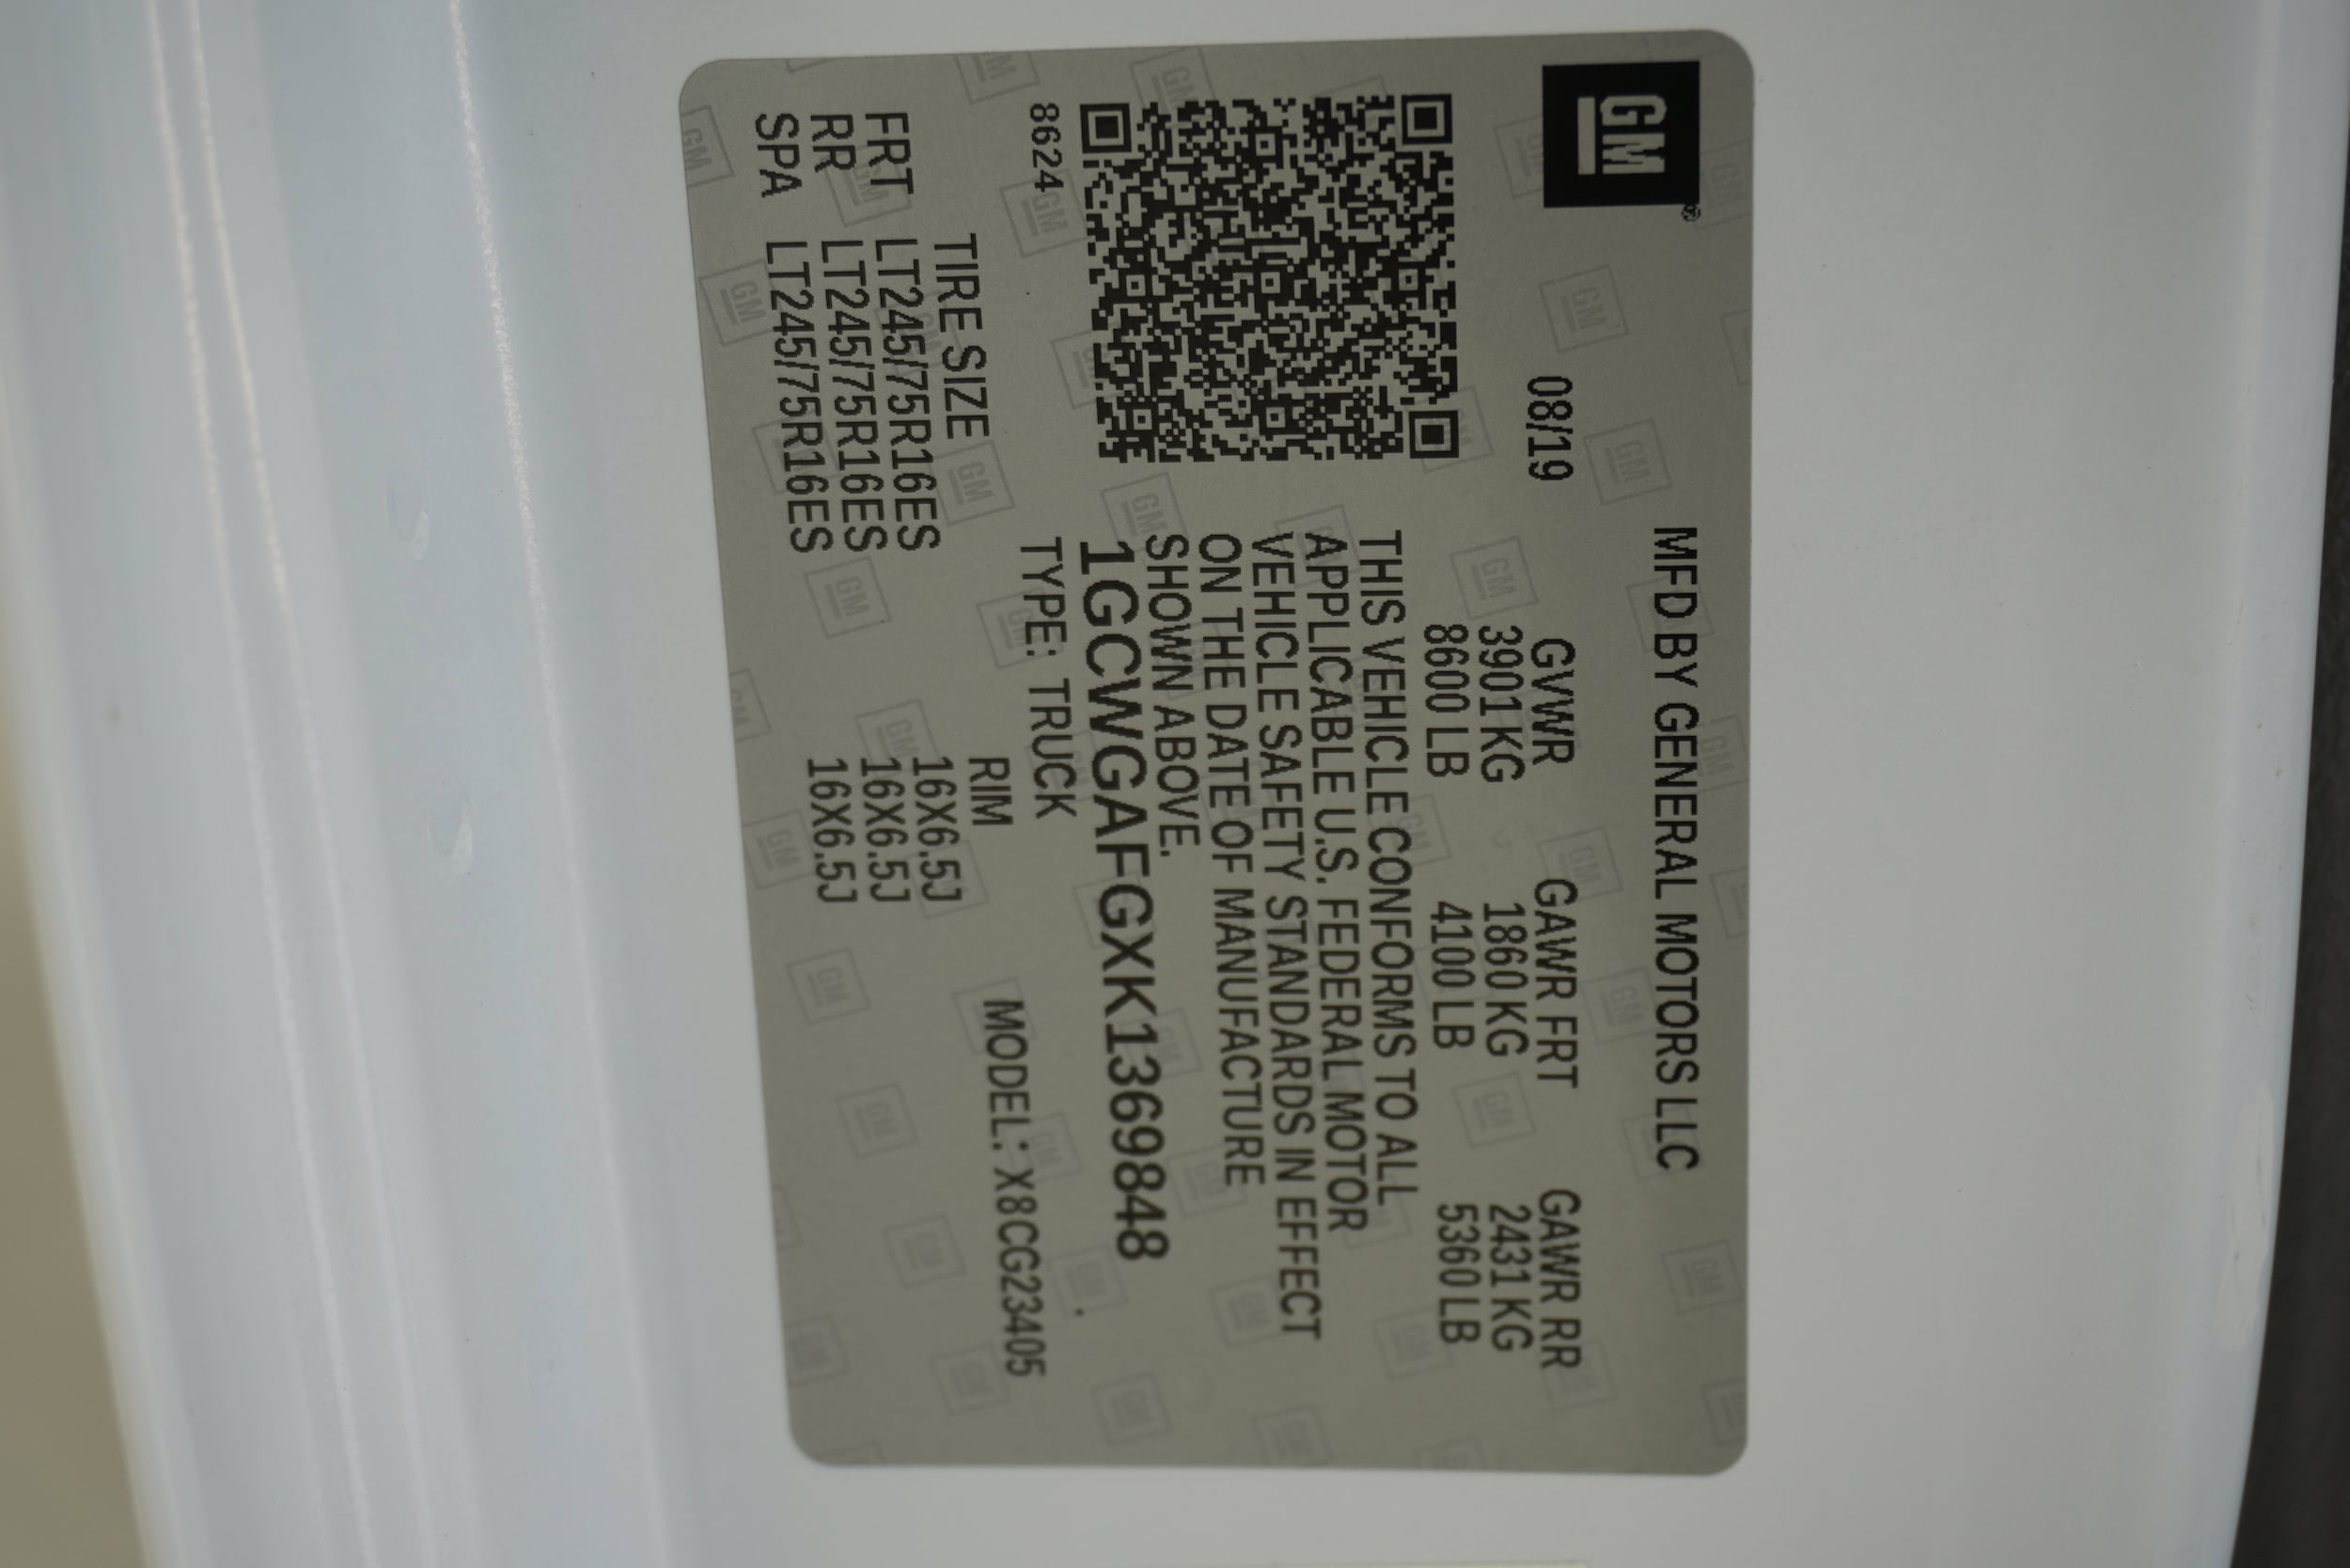 GM
MFD BY GENERAL MOTORS LLC
08/19 GVWR GAWR FRT GAWR RR
3901 KG 1860 KG 2431 KG
8600 LB 4100 LB 5360 LB
THIS VEHICLE CONFORMS TO ALL
APPLICABLE U.S. FEDERAL MOTOR
VEHICLE SAFETY STANDARDS IN EFFECT
ON THE DATE OF MANUFACTURE
SHOWN ABOVE.
1GCWGAFGXK1369848
8624 TYPE: TRUCK
MODEL: X8CG23405
TIRE SIZE RIM
FRT LT245/75R16ES 16X6.5J
RR LT245/75R16ES 16X6.5J
SPA LT245/75R16ES 16X6.5J